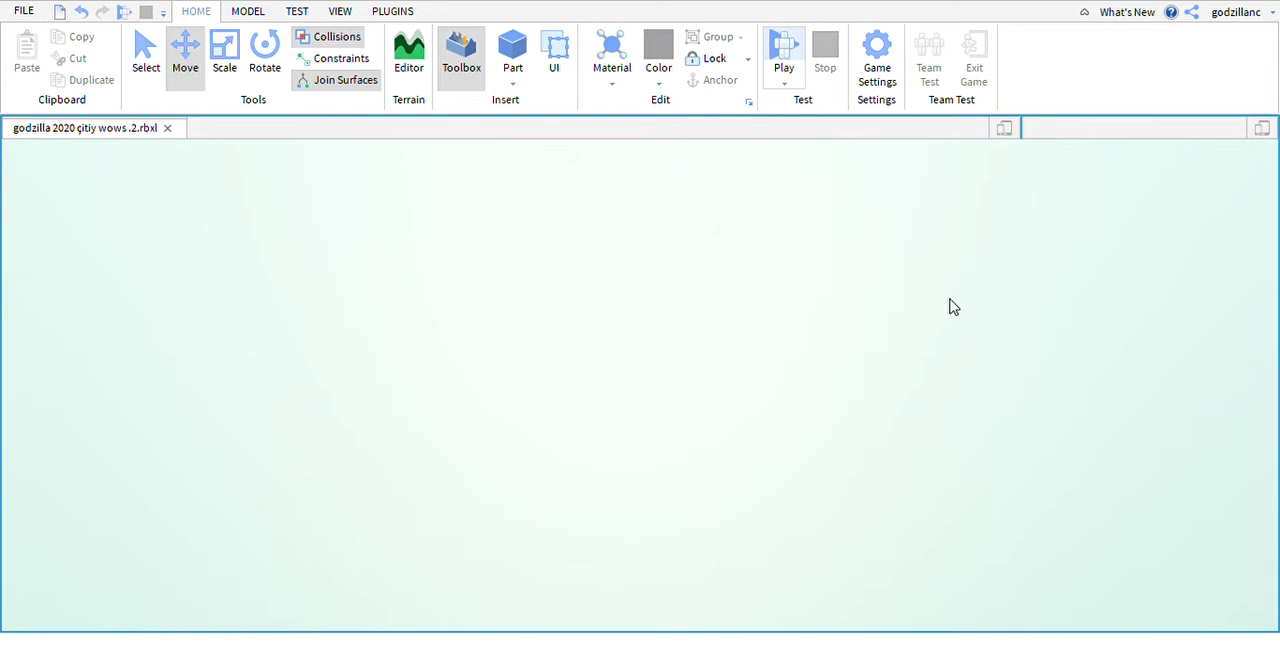 FILE HOME MODEL TEST VIEW PLUGINS What's New godzillanc
Paste Copy Cut Duplicate
Clipboard
Select Move Scale Rotate Collisions Constraints Join Surfaces
Tools
Editor
Terrain
Toolbox Part UI
Insert
Material Color Group Lock Anchor
Edit
Play Stop
Test
Game Settings
Settings
Team Test Exit Game
Team Test
godzilla 2020 çitiy wows .2.rbxl